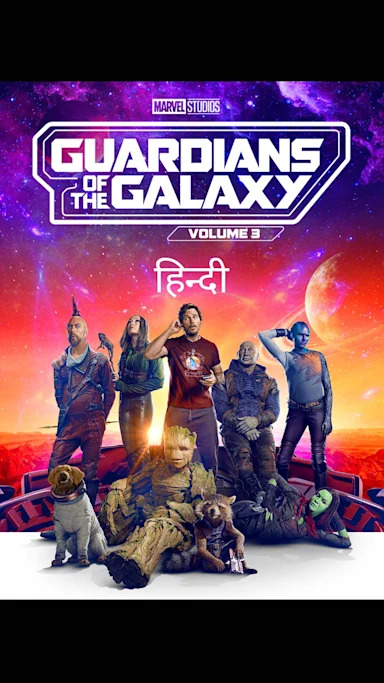 MARVEL STUDIOS
GUARDIANS
OF THE GALAXY
VOLUME 3
हिन्दी